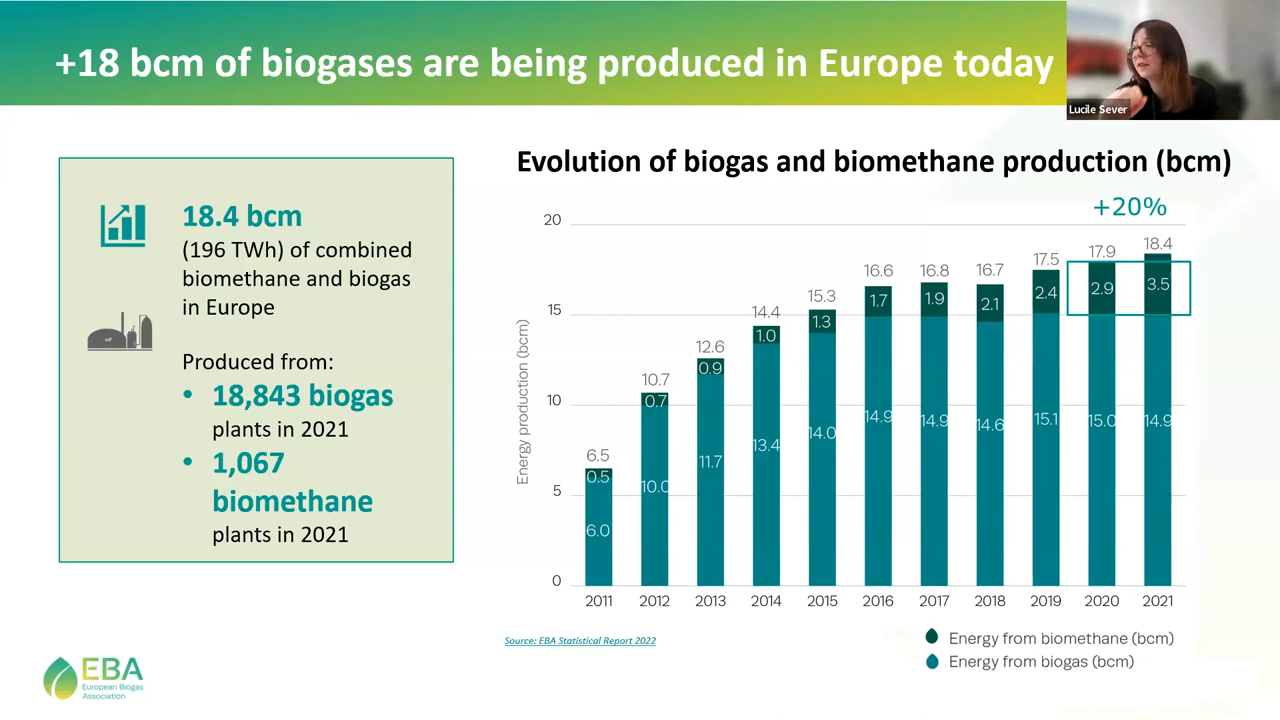 +18 bcm of biogases are being produced in Europe today
Lucile Sever
18.4 bcm
(196 TWh) of combined
biomethane and biogas
in Europe
Produced from:
• 18,843 biogas
plants in 2021
• 1,067
biomethane
plants in 2021
Evolution of biogas and biomethane production (bcm)
+20%
Energy production (bcm)
20
15
10
5
0
6.5
10.7
12.6
14.4
15.3
16.6
16.8
16.7
17.5
17.9
18.4
0.5
0.7
0.9
1.0
1.3
1.7
1.9
2.1
2.4
2.9
3.5
6.0
10.0
11.7
13.4
14.0
14.9
14.9
14.6
15.1
15.0
14.9
2011
2012
2013
2014
2015
2016
2017
2018
2019
2020
2021
Source: EBA Statistical Report 2022
Energy from biomethane (bcm)
Energy from biogas (bcm)
EBA
European Biogas
Association